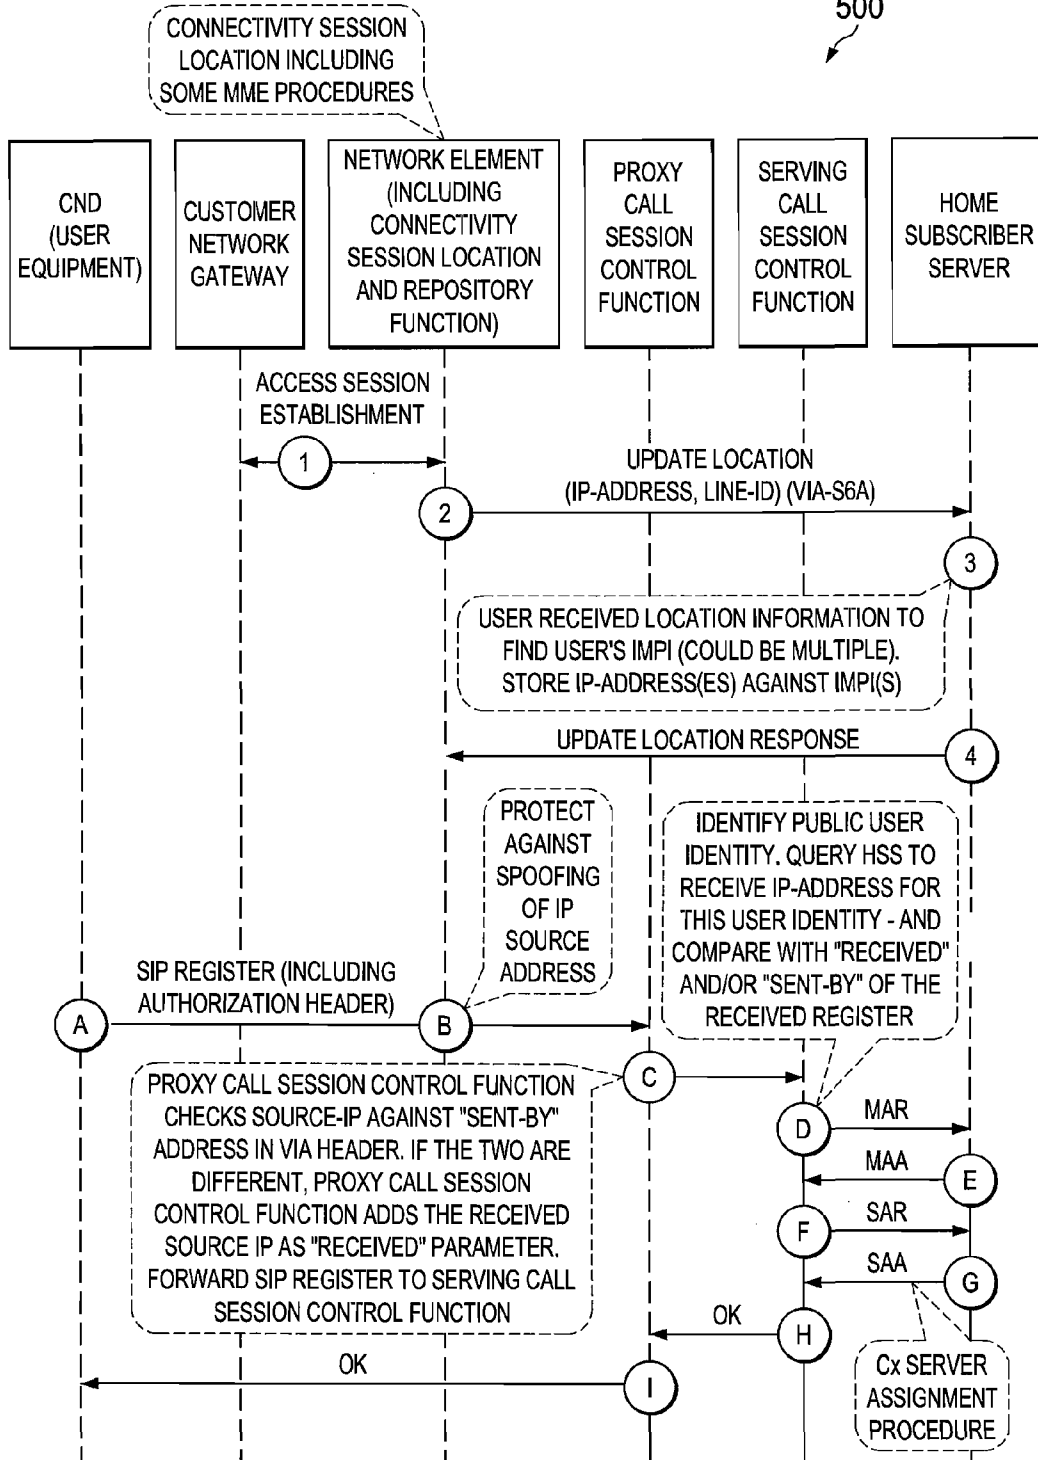 500
CONNECTIVITY SESSION
LOCATION INCLUDING
SOME MME PROCEDURES
CND
(USER
EQUIPMENT)
CUSTOMER
NETWORK
GATEWAY
NETWORK ELEMENT
(INCLUDING
CONNECTIVITY
SESSION LOCATION
AND REPOSITORY
FUNCTION)
PROXY
CALL
SESSION
CONTROL
FUNCTION
SERVING
CALL
SESSION
CONTROL
FUNCTION
HOME
SUBSCRIBER
SERVER
ACCESS SESSION
ESTABLISHMENT
1
UPDATE LOCATION
(IP-ADDRESS, LINE-ID) (VIA-S6A)
2
3
USER RECEIVED LOCATION INFORMATION TO
FIND USER'S IMPI (COULD BE MULTIPLE).
STORE IP-ADDRESS(ES) AGAINST IMPI(S)
UPDATE LOCATION RESPONSE
4
PROTECT
AGAINST
SPOOFING
OF IP
SOURCE
ADDRESS
IDENTIFY PUBLIC USER
IDENTITY. QUERY HSS TO
RECEIVE IP-ADDRESS FOR
THIS USER IDENTITY - AND
COMPARE WITH "RECEIVED"
AND/OR "SENT-BY" OF THE
RECEIVED REGISTER
SIP REGISTER (INCLUDING
AUTHORIZATION HEADER)
A
B
C
PROXY CALL SESSION CONTROL FUNCTION
CHECKS SOURCE-IP AGAINST "SENT-BY"
ADDRESS IN VIA HEADER. IF THE TWO ARE
DIFFERENT, PROXY CALL SESSION
CONTROL FUNCTION ADDS THE RECEIVED
SOURCE IP AS "RECEIVED" PARAMETER.
FORWARD SIP REGISTER TO SERVING CALL
SESSION CONTROL FUNCTION
D
MAR
MAA
E
F
SAR
SAA
G
OK
H
OK
I
Cx SERVER
ASSIGNMENT
PROCEDURE